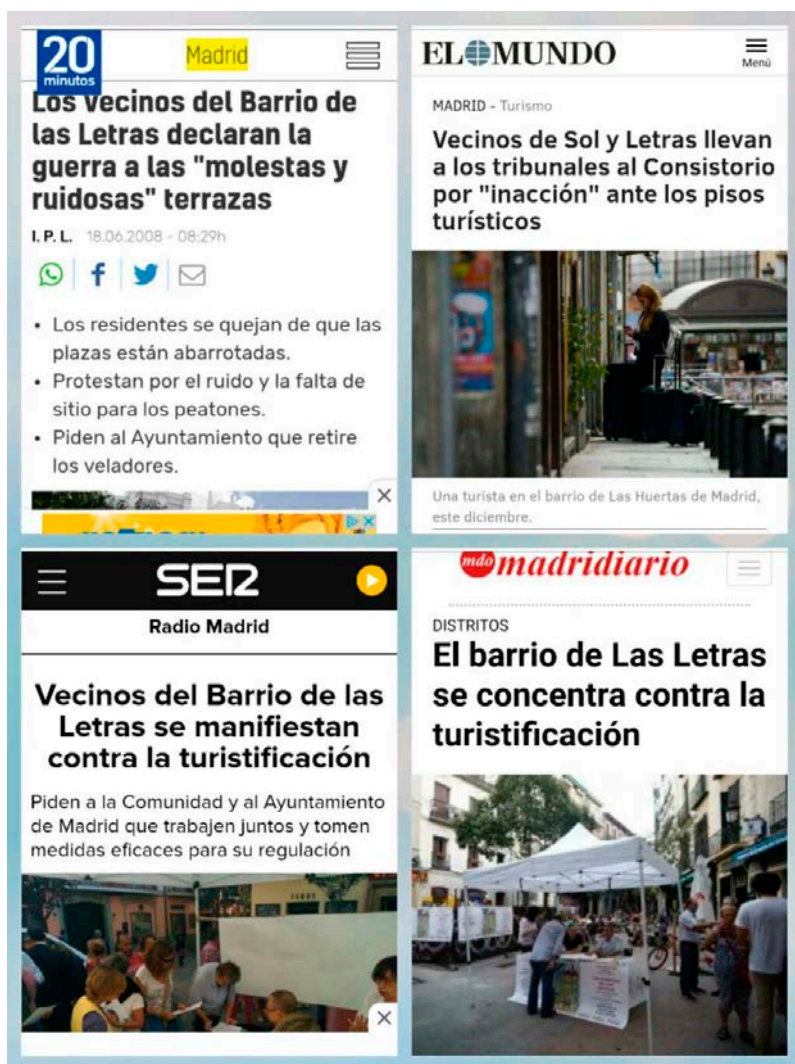 20
minutos
Madrid
Los Vecinos del Barrio de
las Letras declaran la
guerra a las "molestas y
ruidosas" terrazas
I. P. L. 18.06.2008 - 08:29h
• Los residentes se quejan de que las
plazas están abarrotadas.
• Protestan por el ruido y la falta de
sitio para los peatones.
• Piden al Ayuntamiento que retire
los veladores.
EL MUNDO
Menú
MADRID - Turismo
Vecinos de Sol y Letras llevan
a los tribunales al Consistorio
por "inacción" ante los pisos
turísticos
Una turista en el barrio de Las Huertas de Madrid,
este diciembre.
SER
Radio Madrid
Vecinos del Barrio de las
Letras se manifiestan
contra la turistificación
Piden a la Comunidad y al Ayuntamiento
de Madrid que trabajen juntos y tomen
medidas eficaces para su regulación
mdo madridiario
DISTRITOS
El barrio de Las Letras
se concentra contra la
turistificación